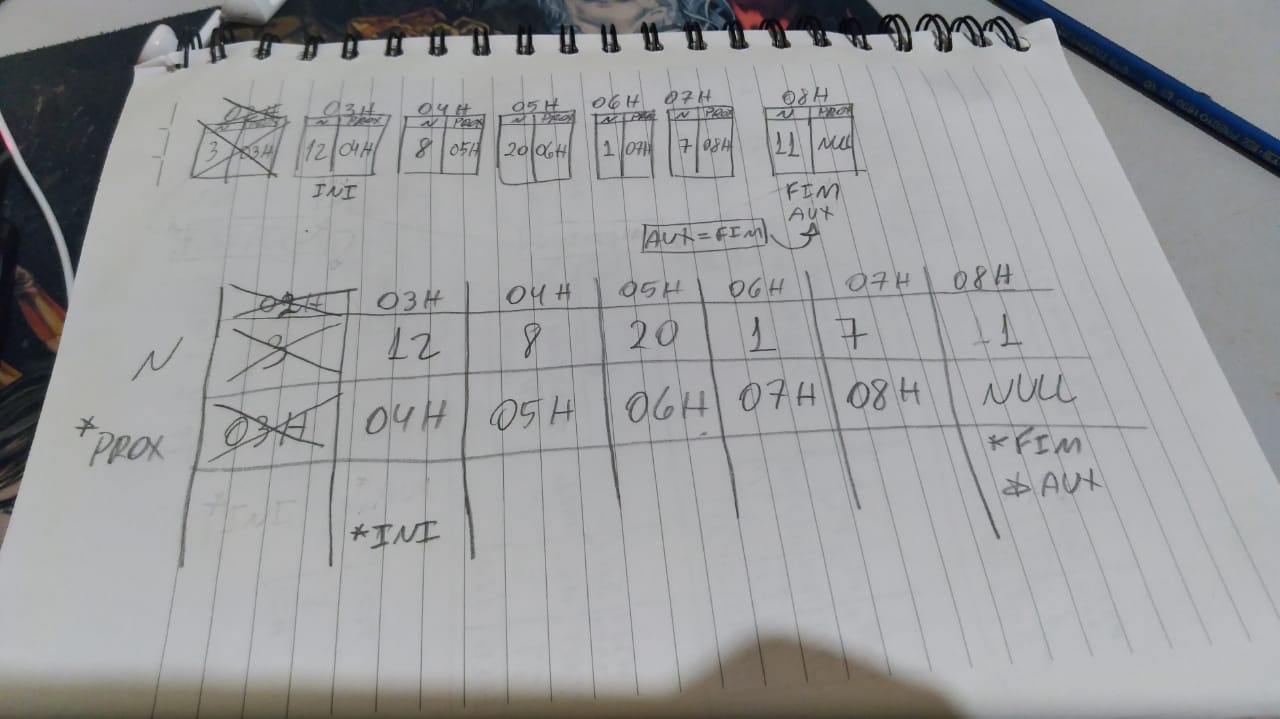 02H 03H 04H 05H 06H 07H 08H
N PROX N PROX N PROX N PROX N PROX N PROX
3 03H 12 04H 8 05H 20 06H 1 07H 7 08H 11 NULL
INI FIM
AUX
AUX = FIM
02H 03H 04H 05H 06H 07H 08H
N 3 12 8 20 1 7 11
*PROX 03H 04H 05H 06H 07H 08H NULL
*FIM
*AUX
*INI